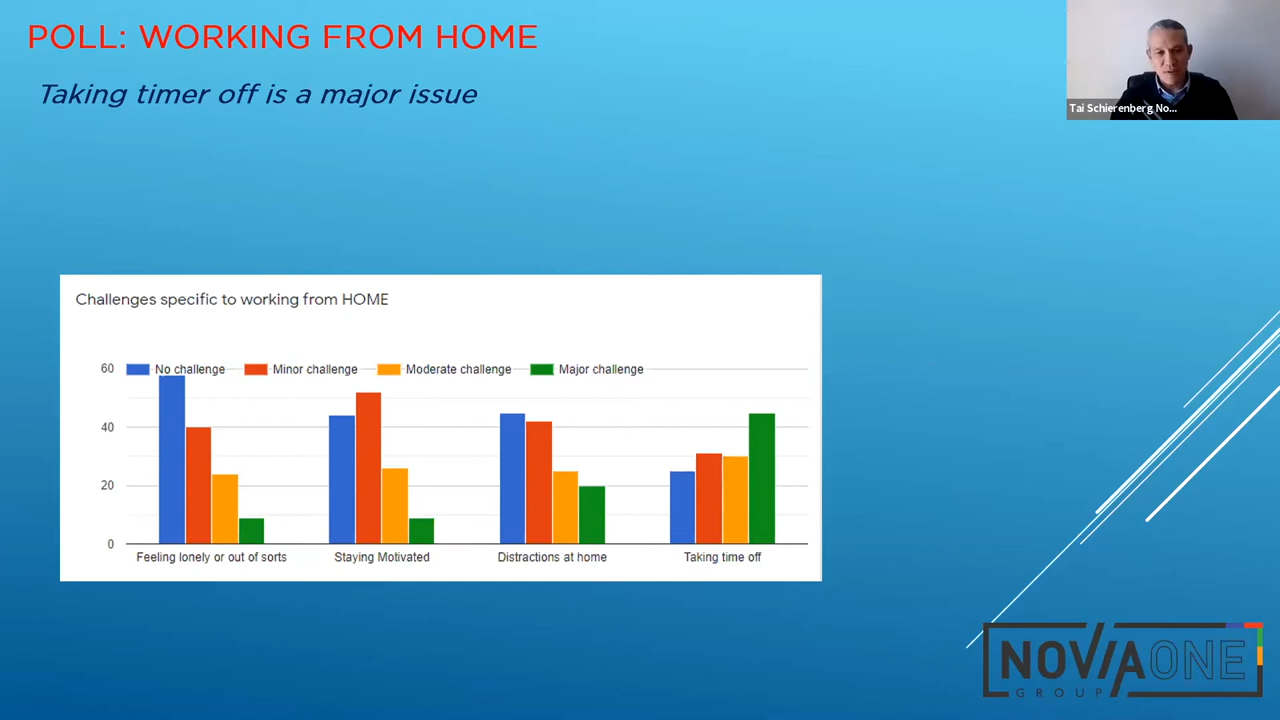 POLL: WORKING FROM HOME
Taking timer off is a major issue
Tai Schierenberg No...
Challenges specific to working from HOME
60 No challenge Minor challenge Moderate challenge Major challenge
40
20
0
Feeling lonely or out of sorts Staying Motivated Distractions at home Taking time off
NOVIAONE
GROUP